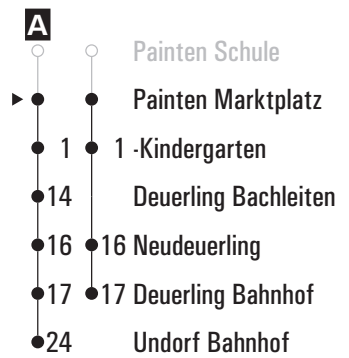 A
Painten Schule
Painten Marktplatz
1 1 -Kindergarten
14 Deuerling Bachleiten
16 16 Neudeuerling
17 17 Deuerling Bahnhof
24 Undorf Bahnhof